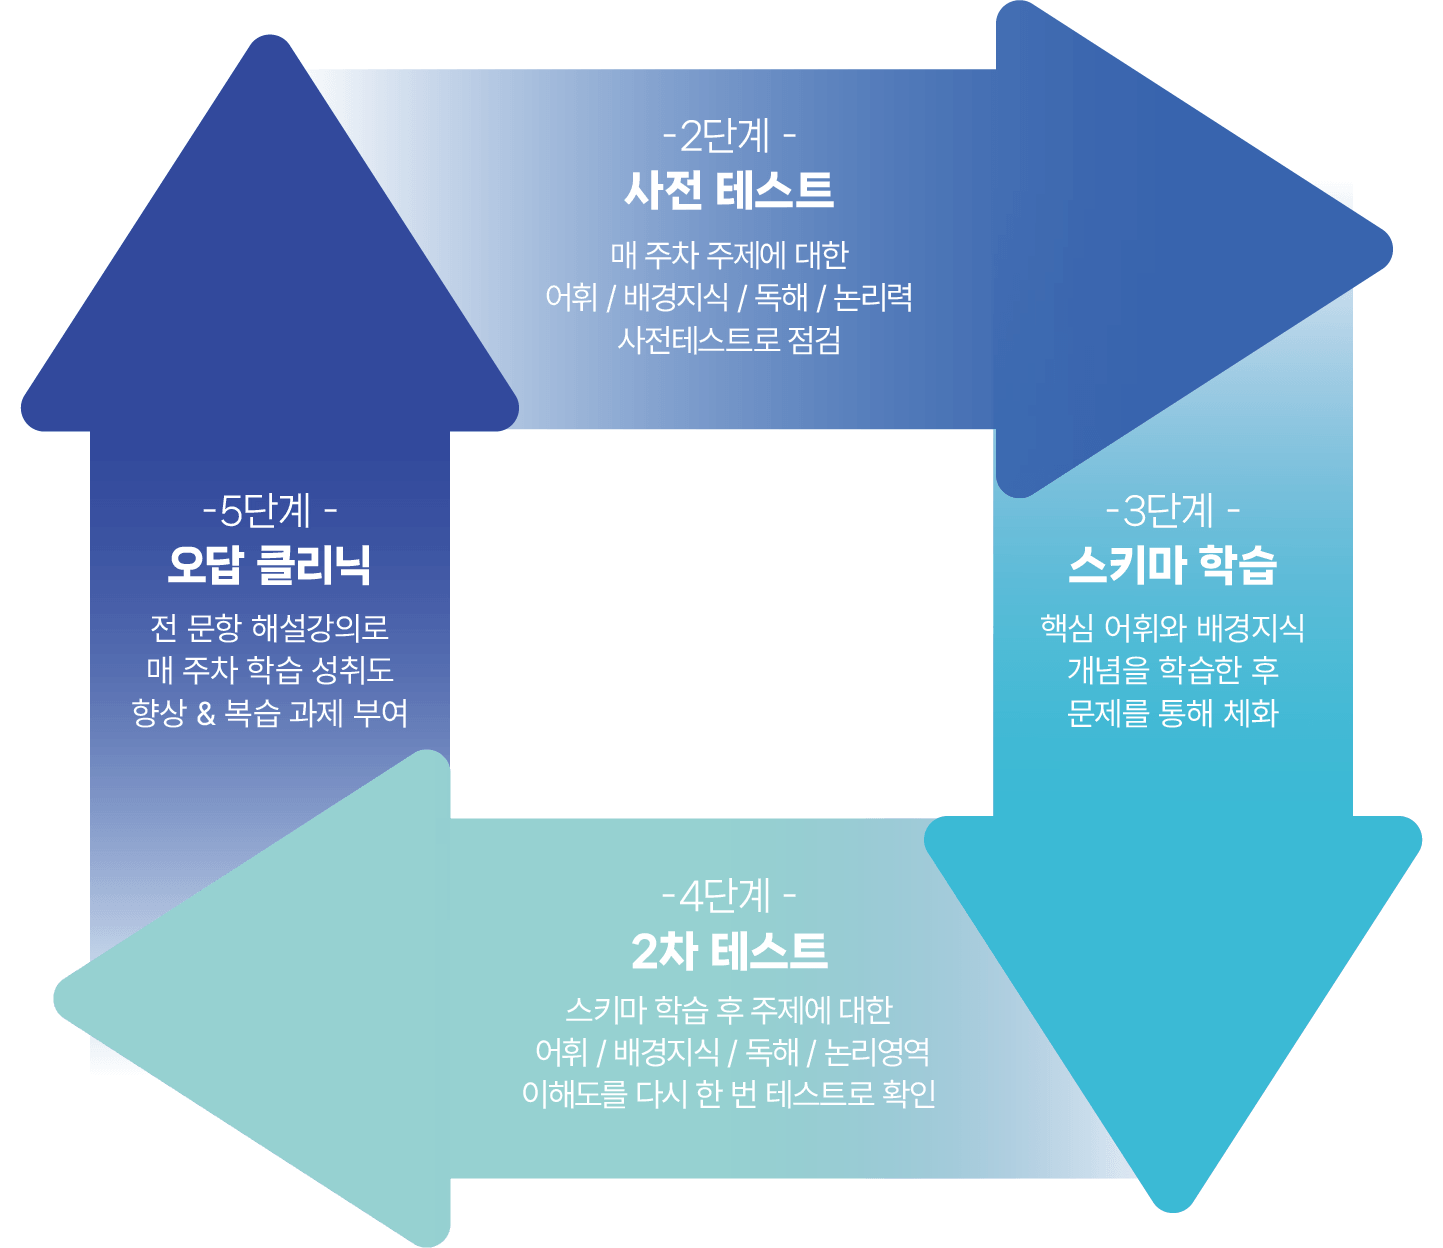 -2단계 -
사전 테스트
매 주차 주제에 대한
어휘 / 배경지식 / 독해 / 논리력
사전테스트로 점검
-3단계 -
스키마 학습
핵심 어휘와 배경지식
개념을 학습한 후
문제를 통해 체화
-4단계 -
2차 테스트
스키마 학습 후 주제에 대한
어휘 / 배경지식 / 독해 / 논리영역
이해도를 다시 한 번 테스트로 확인
-5단계 -
오답 클리닉
전 문항 해설강의로
매 주차 학습 성취도
향상 & 복습 과제 부여